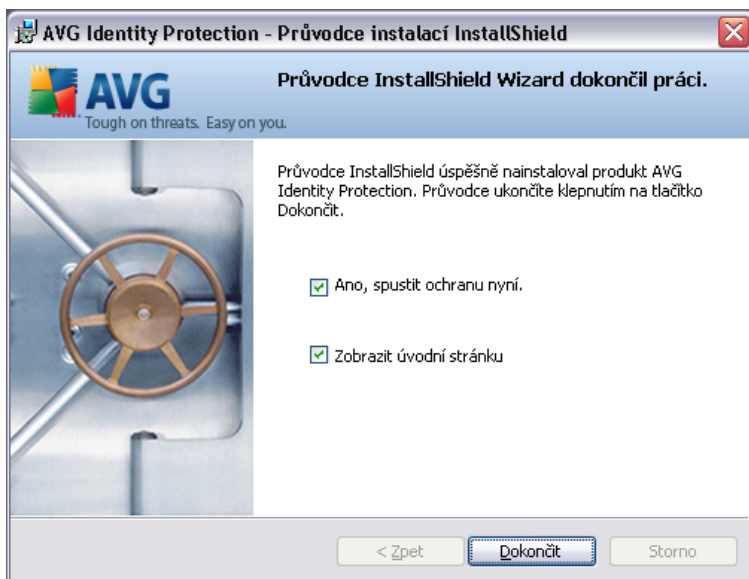 AVG Identity Protection - Průvodce instalací InstallShield
AVG
Tough on threats. Easy on you.
Průvodce InstallShield Wizard dokončil práci.
Průvodce InstallShield úspěšně nainstaloval produkt AVG
Identity Protection. Průvodce ukončíte klepnutím na tlačítko
Dokončit.
Ano, spustit ochranu nyní.
Zobrazit úvodní stránku
< Zpet
Dokončit
Storno